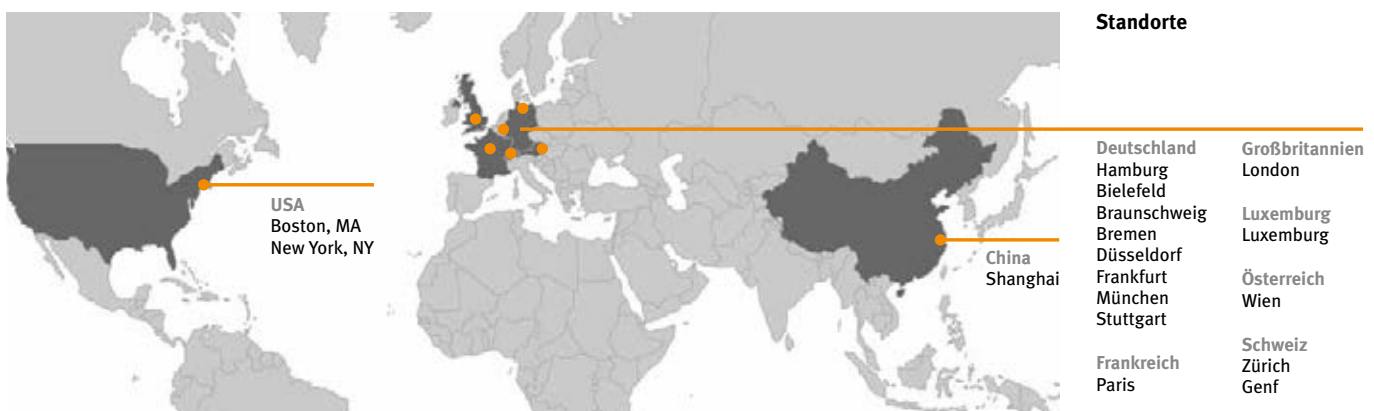 Standorte
USA
Boston, MA
New York, NY
China
Shanghai
Deutschland
Hamburg
Bielefeld
Braunschweig
Bremen
Düsseldorf
Frankfurt
München
Stuttgart
Frankreich
Paris
Großbritannien
London
Luxemburg
Luxemburg
Österreich
Wien
Schweiz
Zürich
Genf